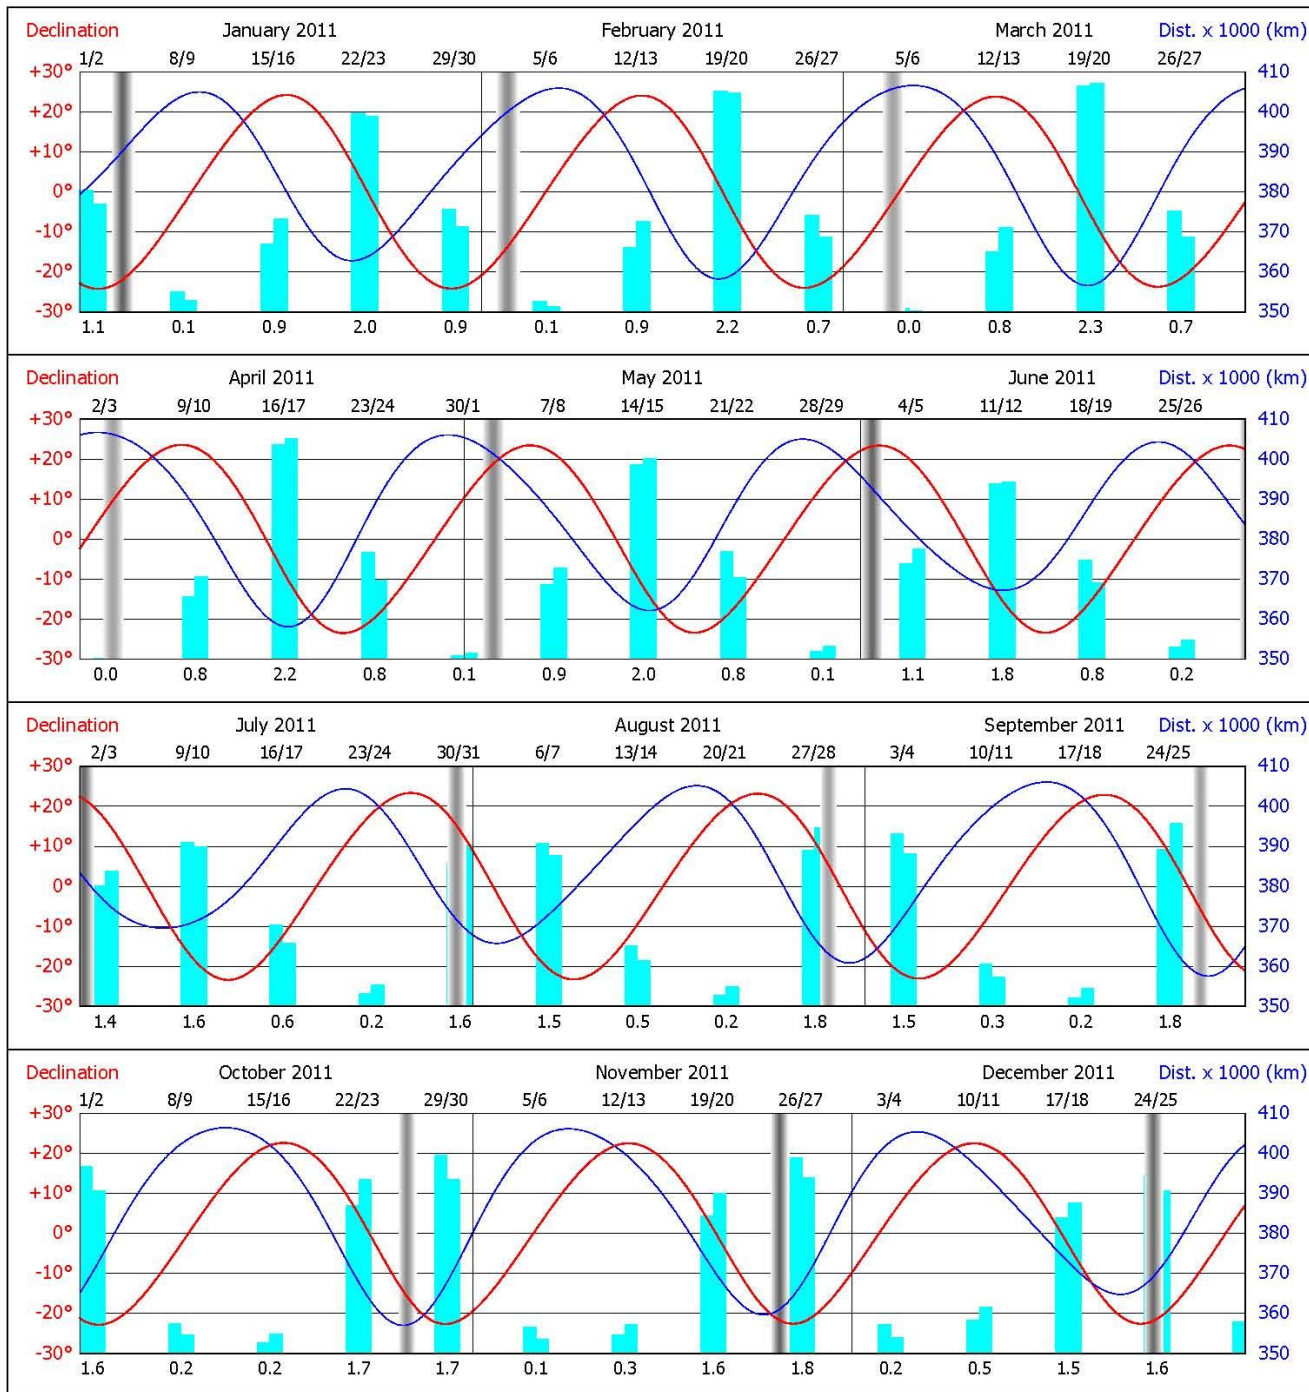 Declination January 2011 February 2011 March 2011 Dist. x 1000 (km)
1/2 8/9 15/16 22/23 29/30 5/6 12/13 19/20 26/27 5/6 12/13 19/20 26/27
+30° 410
+20° 400
+10° 390
0° 380
-10° 370
-20° 360
-30° 350
1.1 0.1 0.9 2.0 0.9 0.1 0.9 2.2 0.7 0.0 0.8 2.3 0.7
Declination April 2011 May 2011 June 2011 Dist. x 1000 (km)
2/3 9/10 16/17 23/24 30/1 7/8 14/15 21/22 28/29 4/5 11/12 18/19 25/26
+30° 410
+20° 400
+10° 390
0° 380
-10° 370
-20° 360
-30° 350
0.0 0.8 2.2 0.8 0.1 0.9 2.0 0.8 0.1 1.1 1.8 0.8 0.2
Declination July 2011 August 2011 September 2011 Dist. x 1000 (km)
2/3 9/10 16/17 23/24 30/31 6/7 13/14 20/21 27/28 3/4 10/11 17/18 24/25
+30° 410
+20° 400
+10° 390
0° 380
-10° 370
-20° 360
-30° 350
1.4 1.6 0.6 0.2 1.6 1.5 0.5 0.2 1.8 1.5 0.3 0.2 1.8
Declination October 2011 November 2011 December 2011 Dist. x 1000 (km)
1/2 8/9 15/16 22/23 29/30 5/6 12/13 19/20 26/27 3/4 10/11 17/18 24/25
+30° 410
+20° 400
+10° 390
0° 380
-10° 370
-20° 360
-30° 350
1.6 0.2 0.2 1.7 1.7 0.1 0.3 1.6 1.8 0.2 0.5 1.5 1.6